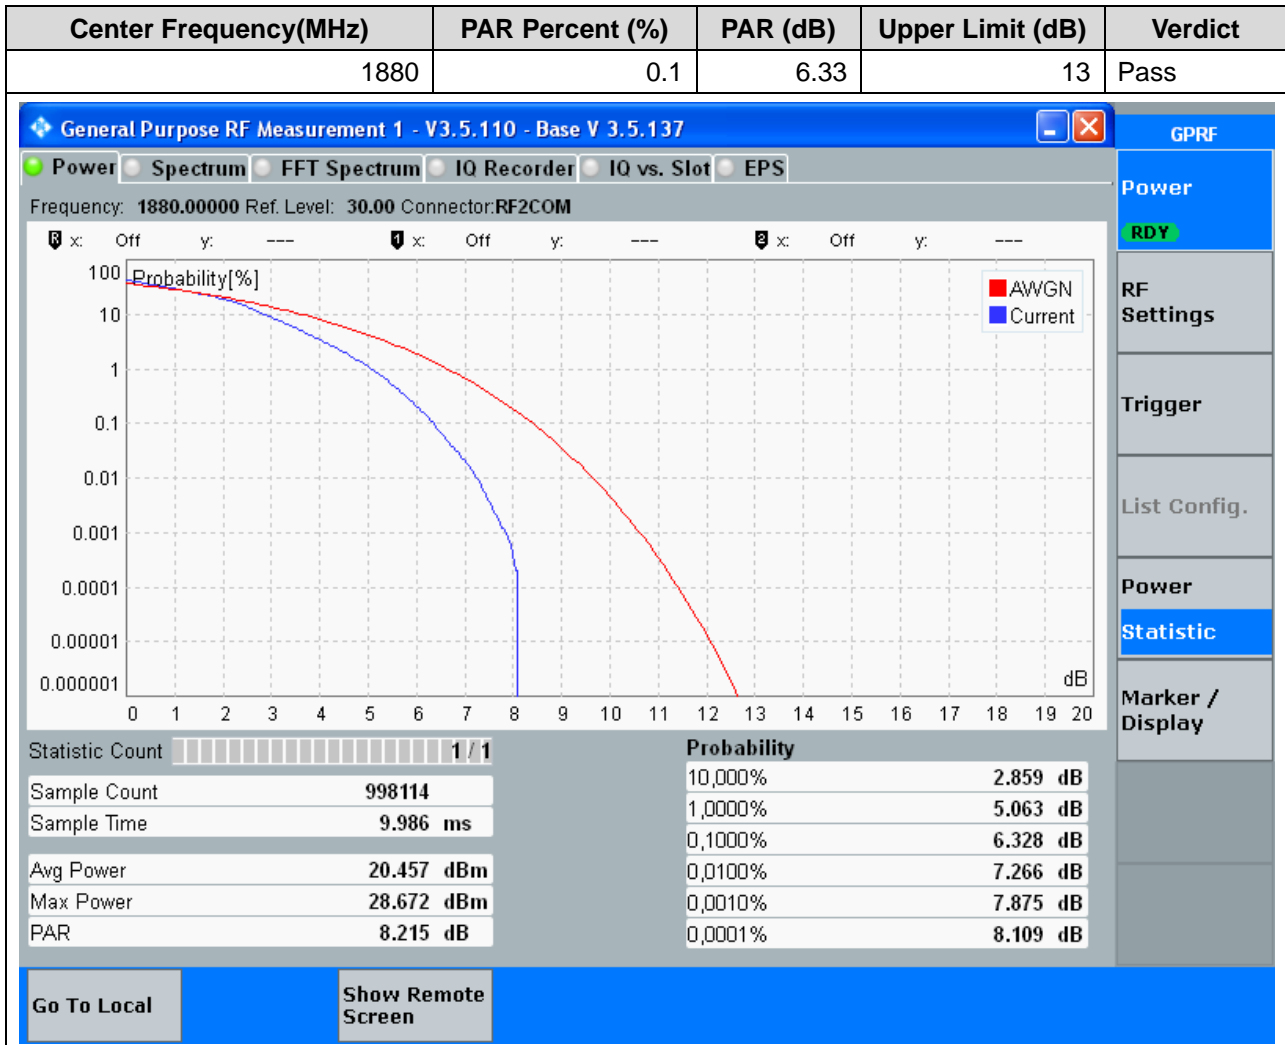 Center Frequency(MHz) PAR Percent (%) PAR (dB) Upper Limit (dB) Verdict
1880 0.1 6.33 13 Pass
General Purpose RF Measurement 1 - V3.5.110 - Base V 3.5.137
GPRF
Power Spectrum FFT Spectrum IQ Recorder IQ vs. Slot EPS
Power
RDY
Frequency: 1880.00000 Ref. Level: 30.00 Connector:RF2COM
R x: Off y: --- 1 x: Off y: --- 2 x: Off y: ---
Probability[%]
AWGN
Current
100
10
1
0.1
0.01
0.001
0.0001
0.00001
0.000001
dB
0 1 2 3 4 5 6 7 8 9 10 11 12 13 14 15 16 17 18 19 20
RF
Settings
Trigger
List Config.
Power
Statistic
Marker /
Display
Statistic Count 1 / 1
Sample Count 998114
Sample Time 9.986 ms
Avg Power 20.457 dBm
Max Power 28.672 dBm
PAR 8.215 dB
Probability
10,000% 2.859 dB
1,0000% 5.063 dB
0,1000% 6.328 dB
0,0100% 7.266 dB
0,0010% 7.875 dB
0,0001% 8.109 dB
Go To Local
Show Remote
Screen